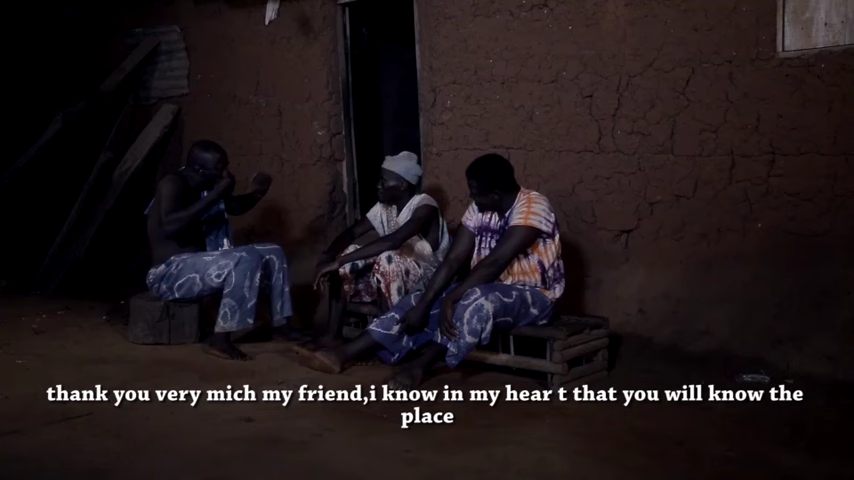 thank you very mich my friend,i know in my hear t that you will know the
place